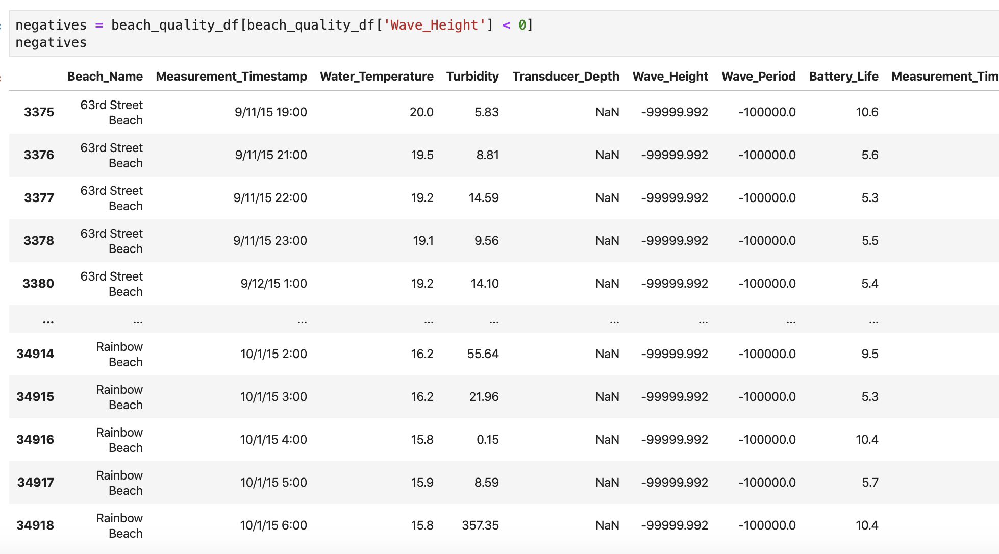 negatives = beach_quality_df[beach_quality_df['Wave_Height'] < 0]
negatives
Beach_Name Measurement_Timestamp Water_Temperature Turbidity Transducer_Depth Wave_Height Wave_Period Battery_Life Measurement_Tim
3375 63rd Street Beach 9/11/15 19:00 20.0 5.83 NaN -99999.992 -100000.0 10.6
3376 63rd Street Beach 9/11/15 21:00 19.5 8.81 NaN -99999.992 -100000.0 5.6
3377 63rd Street Beach 9/11/15 22:00 19.2 14.59 NaN -99999.992 -100000.0 5.3
3378 63rd Street Beach 9/11/15 23:00 19.1 9.56 NaN -99999.992 -100000.0 5.5
3380 63rd Street Beach 9/12/15 1:00 19.2 14.10 NaN -99999.992 -100000.0 5.4
... ... ... ... ... ... ... ... ...
34914 Rainbow Beach 10/1/15 2:00 16.2 55.64 NaN -99999.992 -100000.0 9.5
34915 Rainbow Beach 10/1/15 3:00 16.2 21.96 NaN -99999.992 -100000.0 5.3
34916 Rainbow Beach 10/1/15 4:00 15.8 0.15 NaN -99999.992 -100000.0 10.4
34917 Rainbow Beach 10/1/15 5:00 15.9 8.59 NaN -99999.992 -100000.0 5.7
34918 Rainbow Beach 10/1/15 6:00 15.8 357.35 NaN -99999.992 -100000.0 10.4